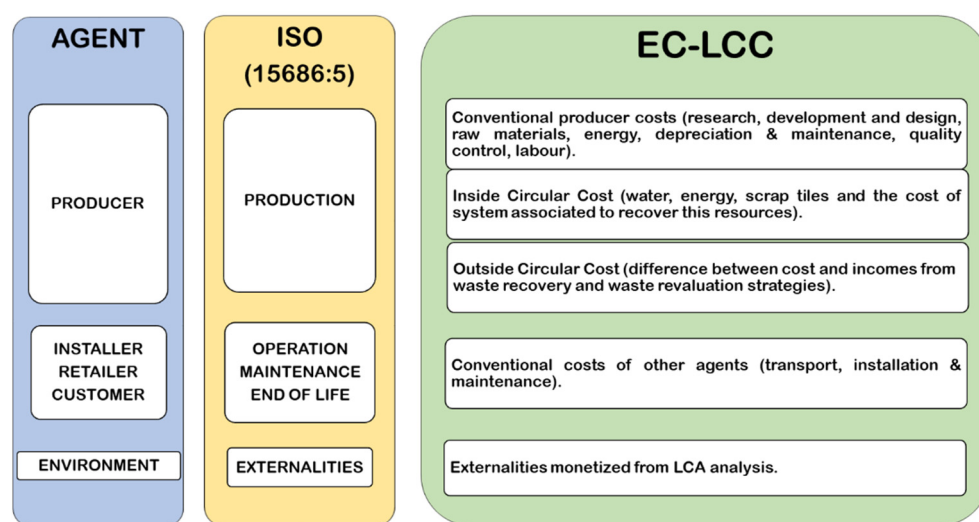 AGENT
PRODUCER
INSTALLER
RETAILER
CUSTOMER
ENVIRONMENT
ISO
(15686:5)
PRODUCTION
OPERATION
MAINTENANCE
END OF LIFE
EXTERNALITIES
EC-LCC
Conventional producer costs (research, development and design,
raw materials, energy, depreciation & maintenance, quality
control, labour).
Inside Circular Cost (water, energy, scrap tiles and the cost of
system associated to recover this resources).
Outside Circular Cost (difference between cost and incomes from
waste recovery and waste revaluation strategies).
Conventional costs of other agents (transport, installation &
maintenance).
Externalities monetized from LCA analysis.